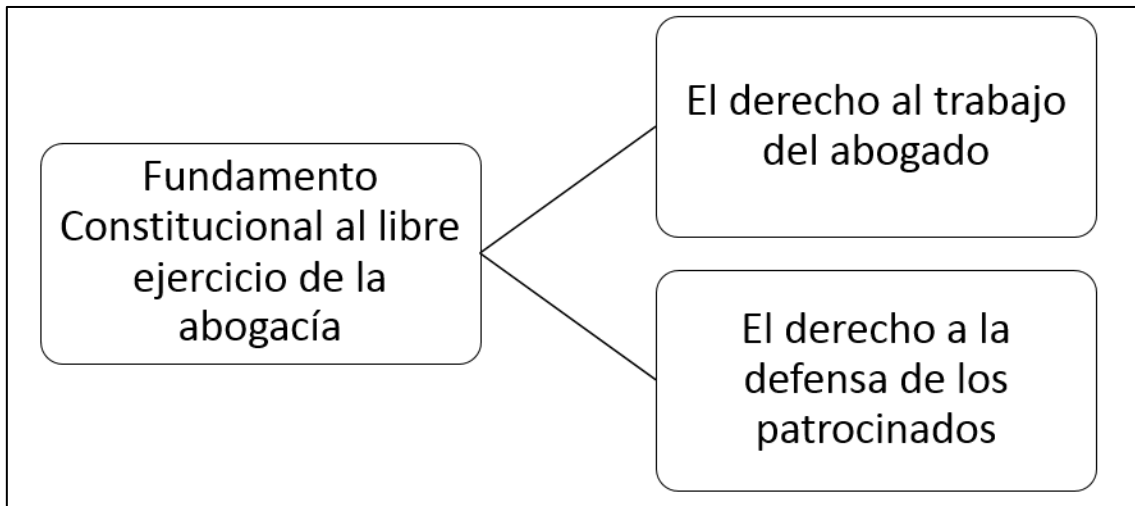 Fundamento
Constitucional al libre
ejercicio de la
abogacía
El derecho al trabajo
del abogado
El derecho a la
defensa de los
patrocinados